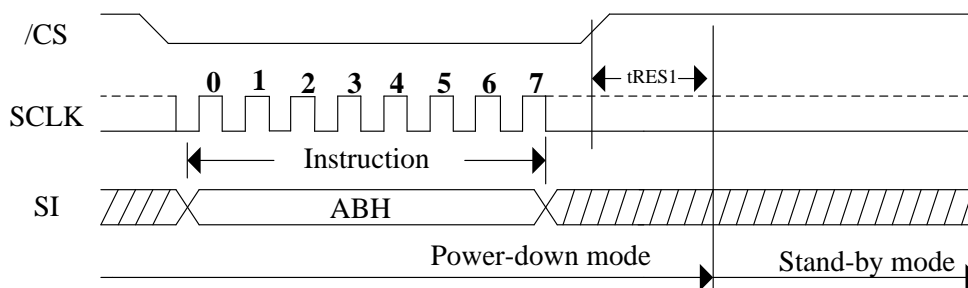 /CS
tRES1
0 1 2 3 4 5 6 7
SCLK
Instruction
SI
ABH
Power-down mode
Stand-by mode